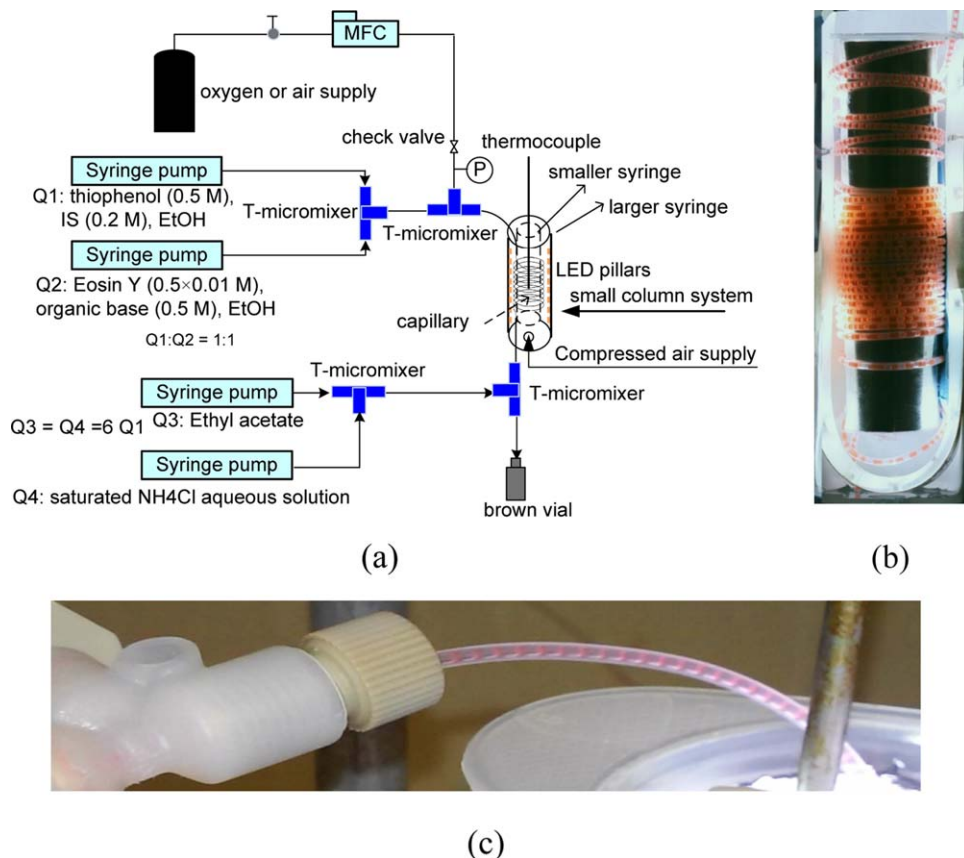 MFC
oxygen or air supply
check valve
P
thermocouple
smaller syringe
larger syringe
Syringe pump
Q1: thiophenol (0.5 M),
IS (0.2 M), EtOH
T-micromixer
T-micromixer
Syringe pump
Q2: Eosin Y (0.5×0.01 M),
organic base (0.5 M), EtOH
Q1:Q2 = 1:1
LED pillars
small column system
capillary
Compressed air supply
T-micromixer
T-micromixer
Syringe pump
Q3: Ethyl acetate
Q3 = Q4 =6 Q1
Syringe pump
Q4: saturated NH4Cl aqueous solution
brown vial
(a)
(b)
(c)